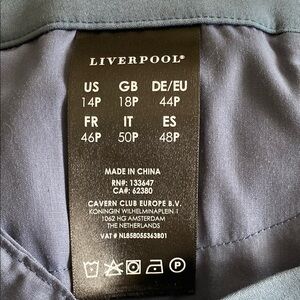 LIVERPOOL®
US GB DE/EU
14P 18P 44P
FR IT ES
46P 50P 48P
MADE IN CHINA
RN#: 133647
CA#: 62380
CAVERN CLUB EUROPE B.V.
KONINGIN WILHELMINAPLEIN 1
1062 HG AMSTERDAM
THE NETHERLANDS
VAT # NL858055363B01
P